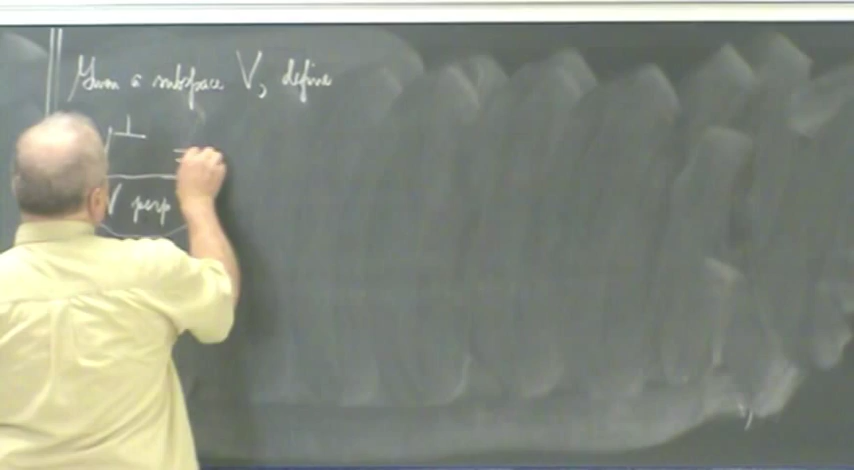 Given a subspace V, define
⊥ =
V perp